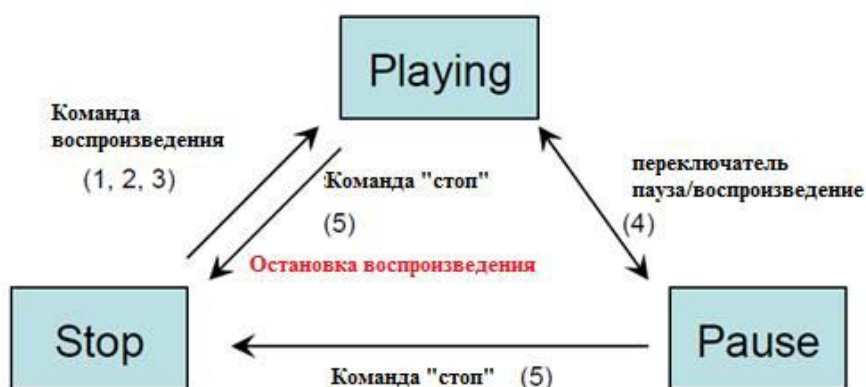 Playing
Команда
воспроизведения
(1, 2, 3)
Команда "стоп"
(5)
переключатель
пауза/воспроизведение
(4)
Остановка воспроизведения
Stop
Pause
Команда "стоп" (5)